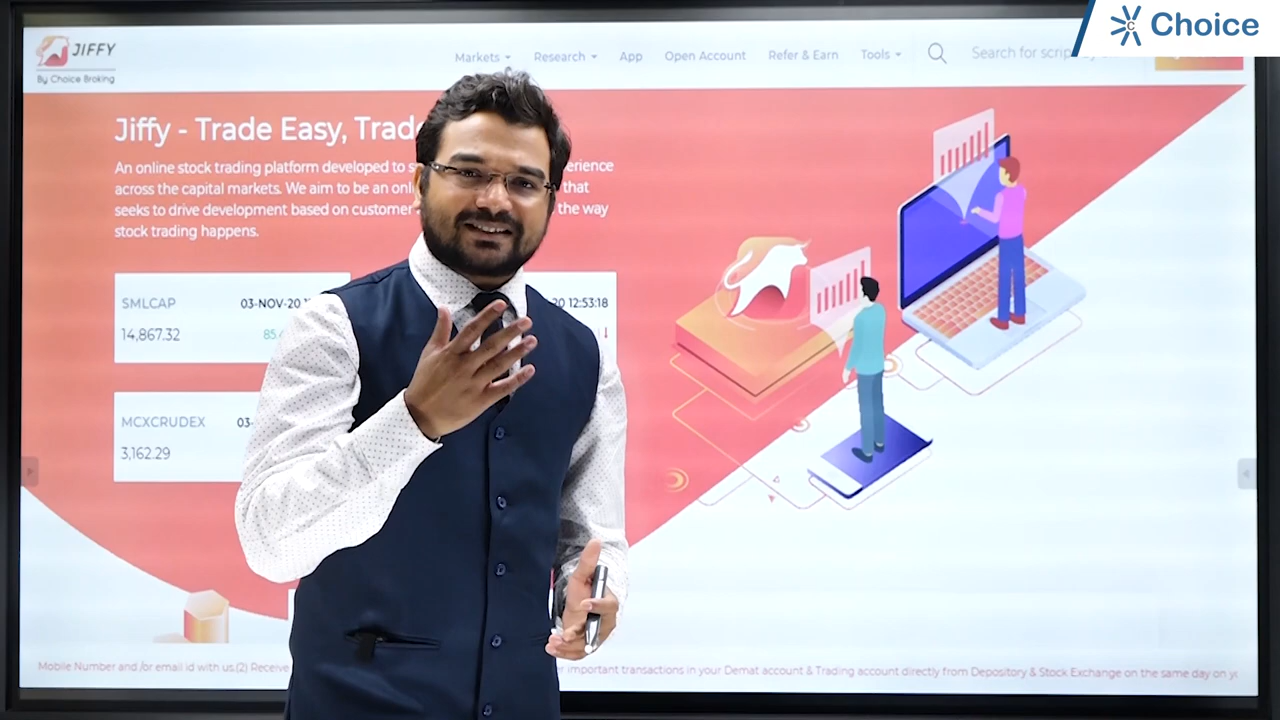 Choice
JIFFY
By Choice Broking
Markets Research App Open Account Refer & Earn Tools Search for scrip
Jiffy - Trade Easy, Trade
An online stock trading platform developed to erience
across the capital markets. We aim to be an that
seeks to drive development based on customer the way
stock trading happens.
SMLCAP 03-NOV-20 20 12:53:18
14,867.32 85.
MCXCRUDEX 03-
3,162.29
Mobile Number and /or email id with us.(2) Receive important transactions in your Demat account & Trading account directly from Depository & Stock Exchange on the same day on